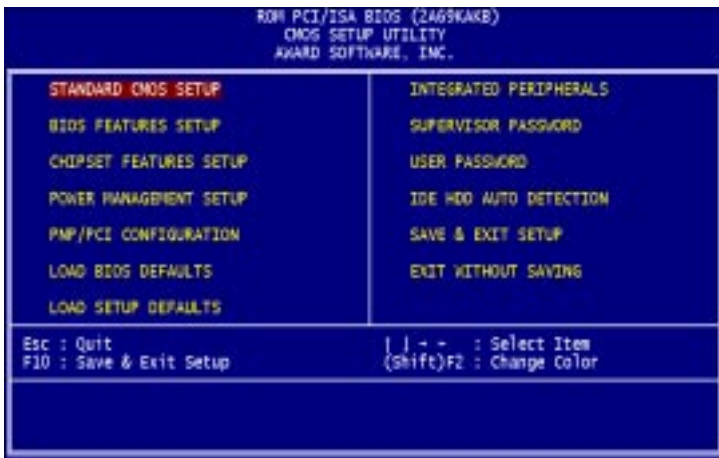 ROM PCI/ISA BIOS (2A69KAKB)
CMOS SETUP UTILITY
AWARD SOFTWARE, INC.
STANDARD CMOS SETUP
BIOS FEATURES SETUP
CHIPSET FEATURES SETUP
POWER MANAGEMENT SETUP
PNP/PCI CONFIGURATION
LOAD BIOS DEFAULTS
LOAD SETUP DEFAULTS
INTEGRATED PERIPHERALS
SUPERVISOR PASSWORD
USER PASSWORD
IDE HDD AUTO DETECTION
SAVE & EXIT SETUP
EXIT WITHOUT SAVING
Esc : Quit
F10 : Save & Exit Setup
: Select Item
(Shift)F2 : Change Color